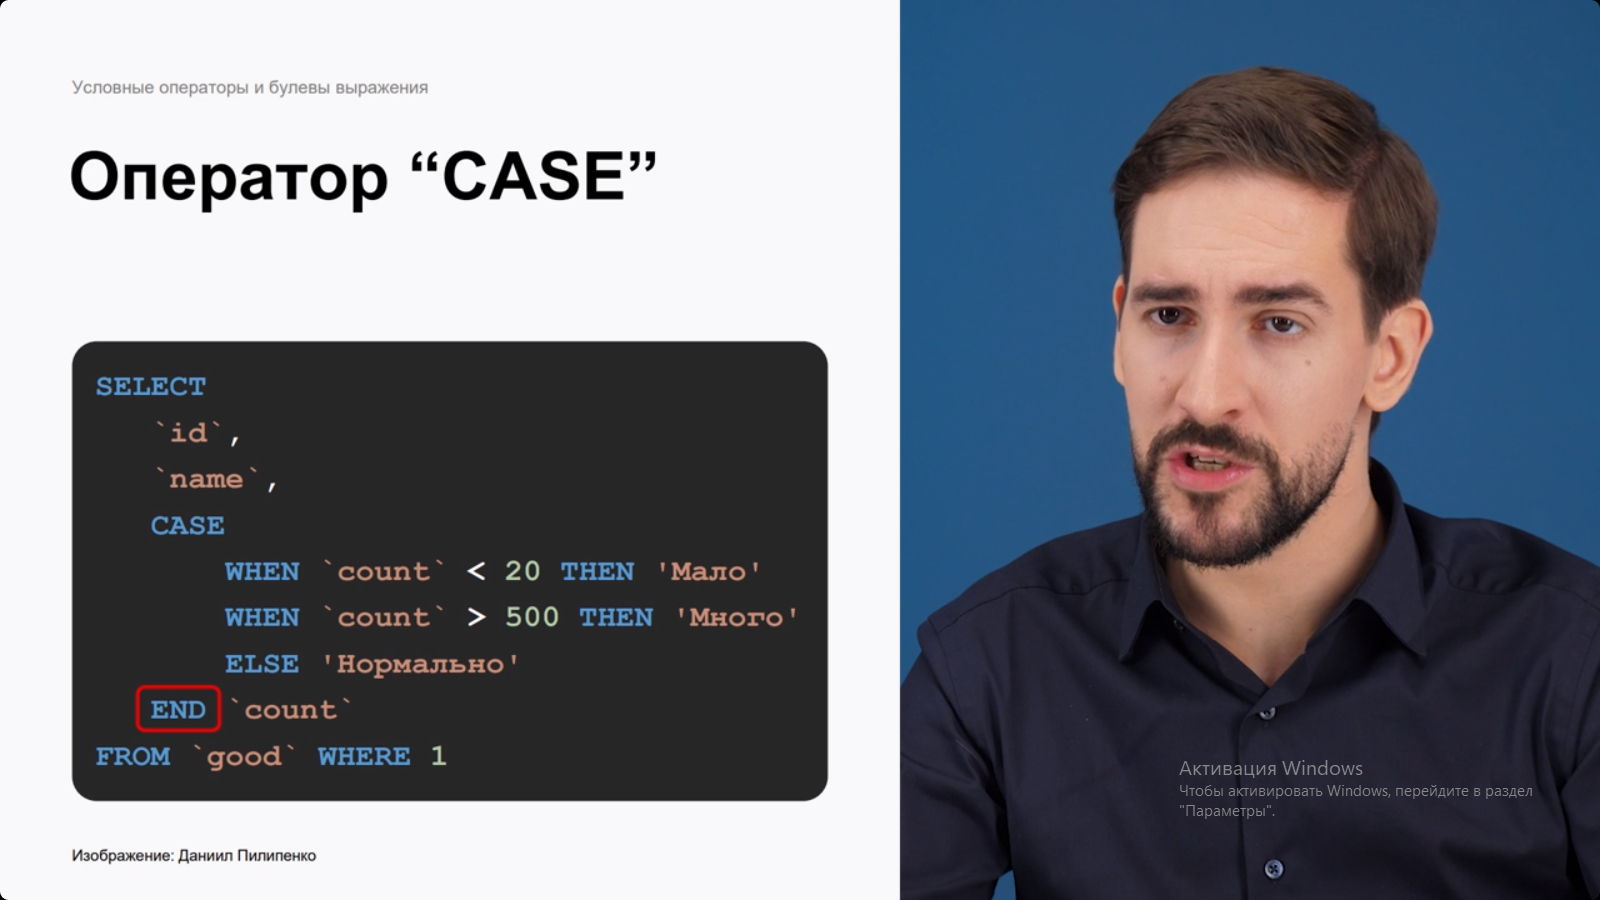 Условные операторы и булевы выражения
Оператор “CASE”
SELECT
`id`,
`name`,
CASE
WHEN `count` < 20 THEN 'Мало'
WHEN `count` > 500 THEN 'Много'
ELSE 'Нормально'
END `count`
FROM `good` WHERE 1
Изображение: Даниил Пилипенко
Активация Windows
Чтобы активировать Windows, перейдите в раздел
"Параметры".